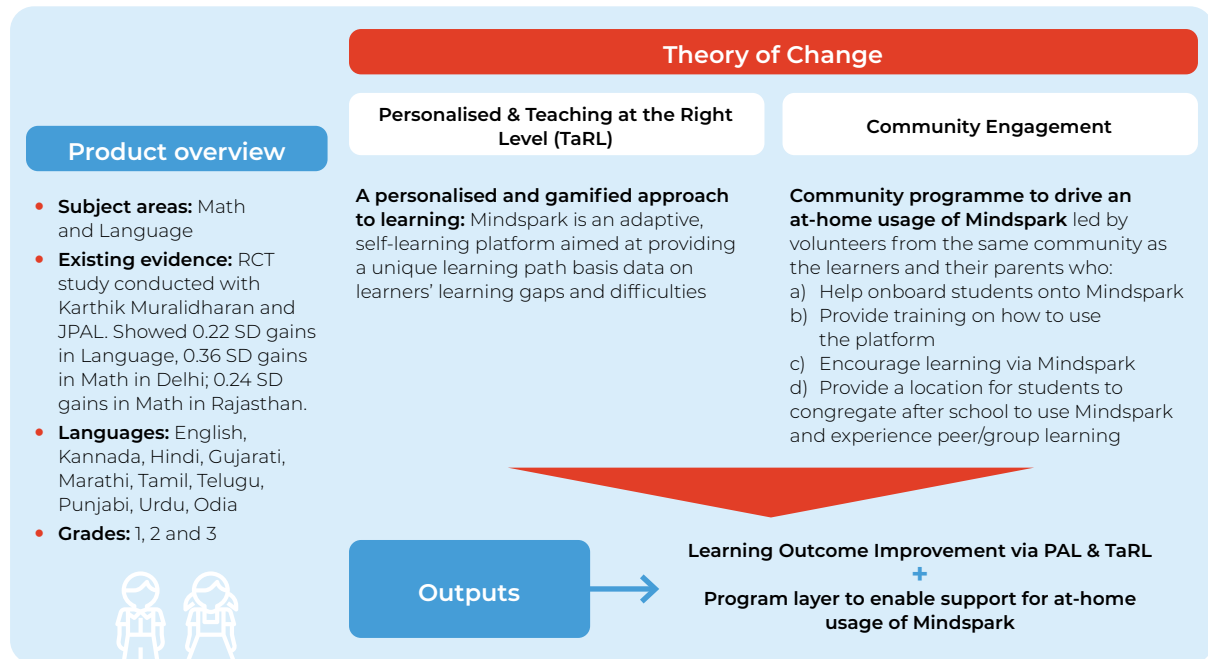 Theory of Change
Product overview
• Subject areas: Math
and Language
• Existing evidence: RCT
study conducted with
Karthik Muralidharan and
JPAL. Showed 0.22 SD gains
in Language, 0.36 SD gains
in Math in Delhi; 0.24 SD
gains in Math in Rajasthan.
• Languages: English,
Kannada, Hindi, Gujarati,
Marathi, Tamil, Telugu,
Punjabi, Urdu, Odia
• Grades: 1, 2 and 3
Personalised & Teaching at the Right
Level (TaRL)
A personalised and gamified approach
to learning: Mindspark is an adaptive,
self-learning platform aimed at providing
a unique learning path basis data on
learners' learning gaps and difficulties
Community Engagement
Community programme to drive an
at-home usage of Mindspark led by
volunteers from the same community as
the learners and their parents who:
a) Help onboard students onto Mindspark
b) Provide training on how to use
the platform
c) Encourage learning via Mindspark
d) Provide a location for students to
congregate after school to use Mindspark
and experience peer/group learning
Outputs
Learning Outcome Improvement via PAL & TaRL
+
Program layer to enable support for at-home
usage of Mindspark